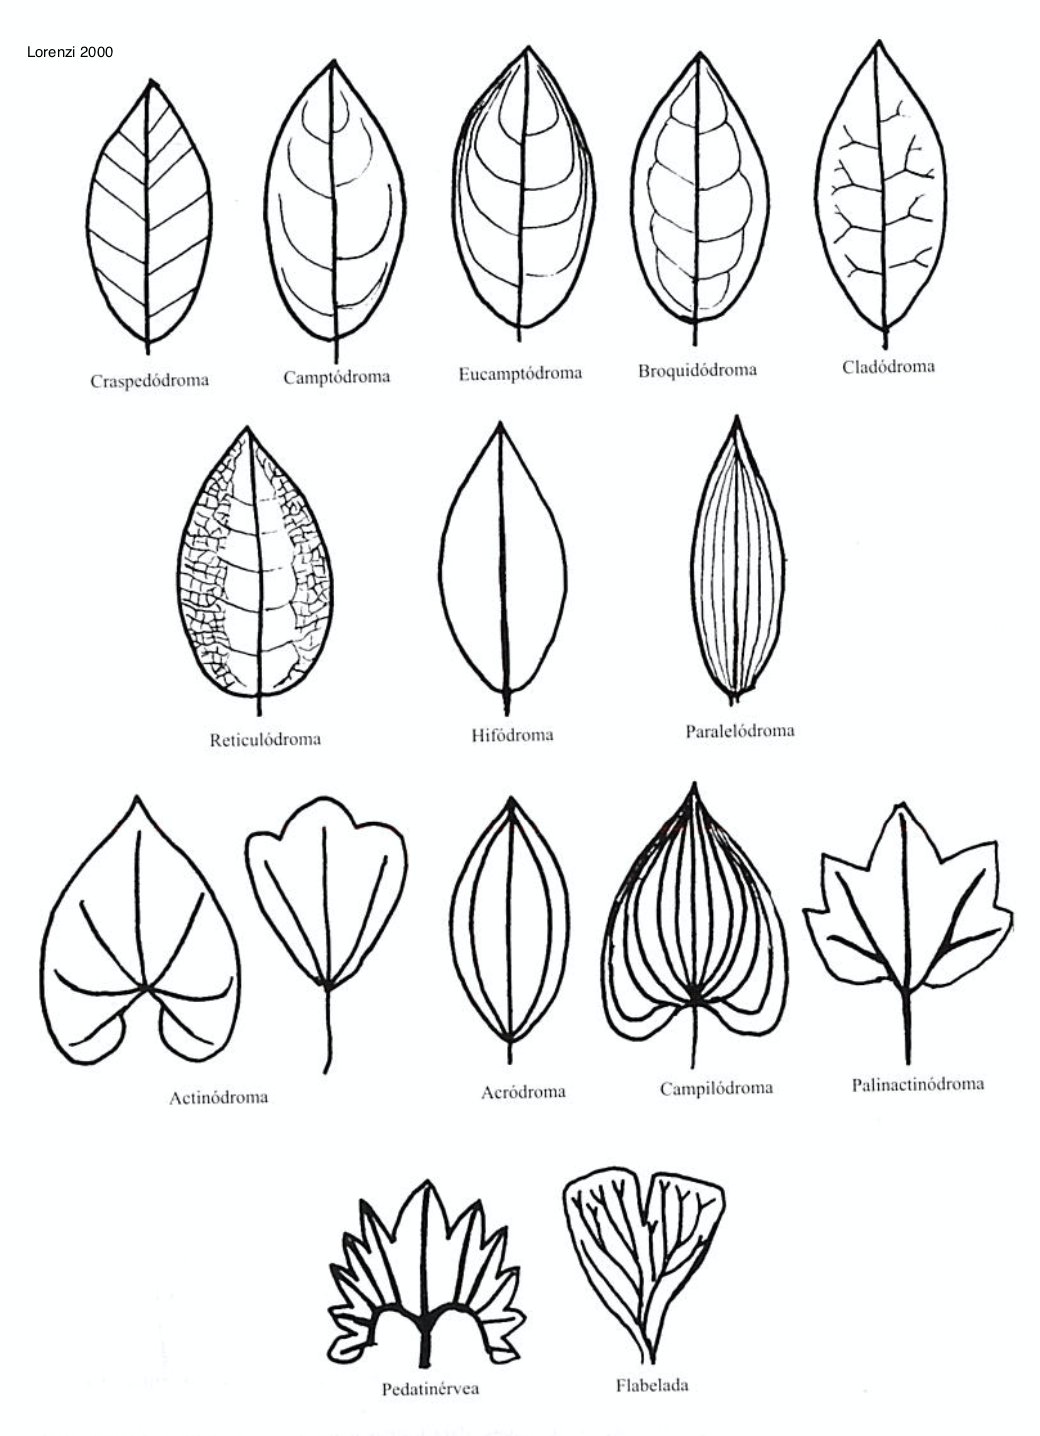 Lorenzi 2000
Craspedódroma
Camptódroma
Eucamptódroma
Broquidódroma
Cladódroma
Reticulódroma
Hifódroma
Paralelódroma
Actinódroma
Acródroma
Campilódroma
Palinactinódroma
Pedatinérvea
Flabelada